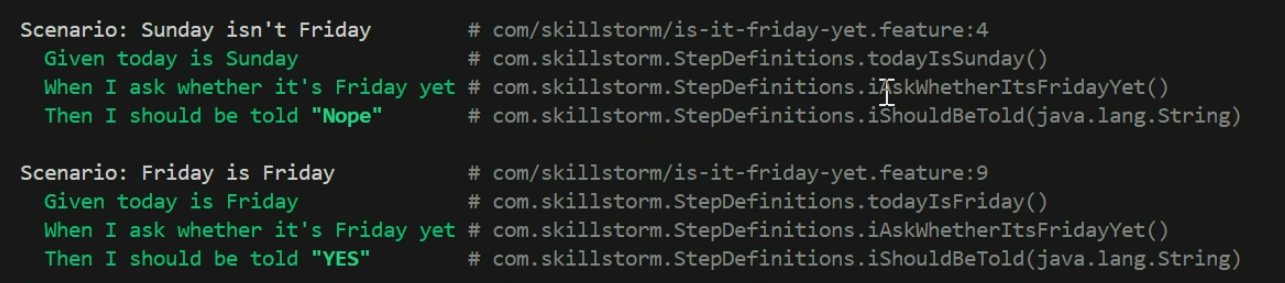 Scenario: Sunday isn't Friday # com/skillstorm/is-it-friday-yet.feature:4
Given today is Sunday # com.skillstorm.StepDefinitions.todayIsSunday()
When I ask whether it's Friday yet # com.skillstorm.StepDefinitions.iAskWhetherItsFridayYet()
Then I should be told "Nope" # com.skillstorm.StepDefinitions.iShouldBeTold(java.lang.String)
Scenario: Friday is Friday # com/skillstorm/is-it-friday-yet.feature:9
Given today is Friday # com.skillstorm.StepDefinitions.todayIsFriday()
When I ask whether it's Friday yet # com.skillstorm.StepDefinitions.iAskWhetherItsFridayYet()
Then I should be told "YES" # com.skillstorm.StepDefinitions.iShouldBeTold(java.lang.String)